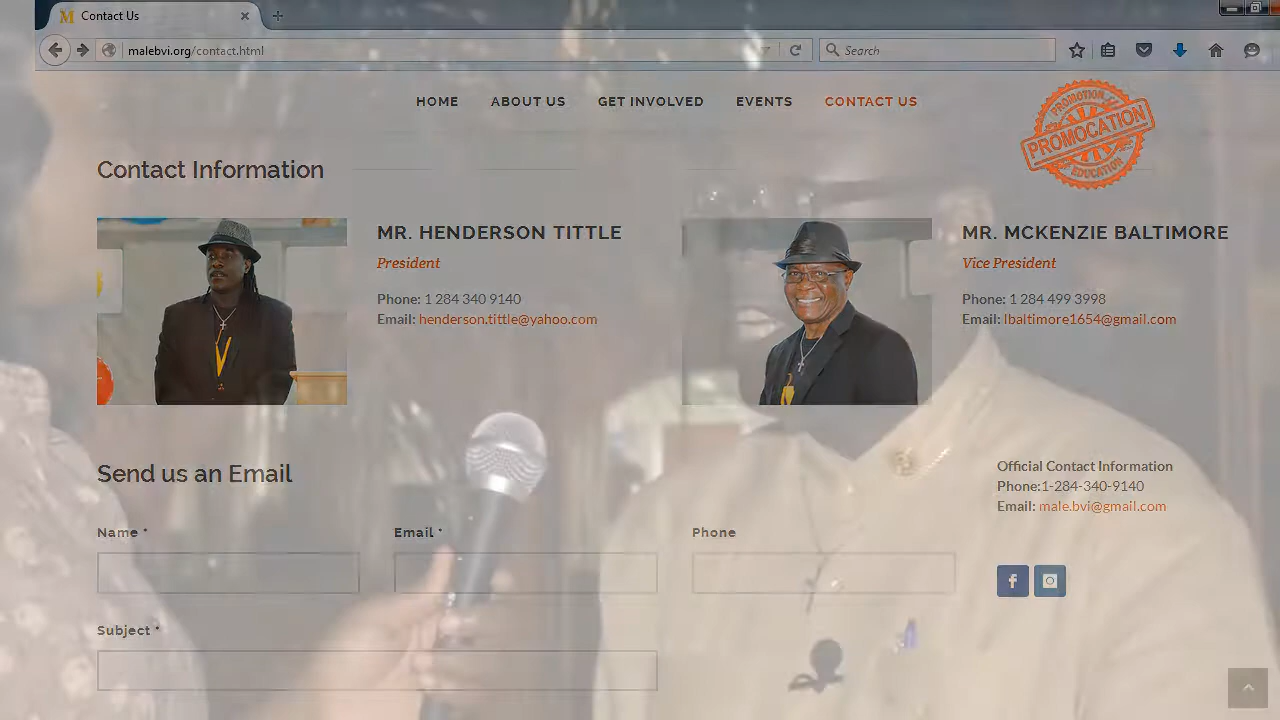 Contact Us
malebvi.org/contact.html
Search
HOME ABOUT US GET INVOLVED EVENTS CONTACT US
PROMOTION
PROMOCATION
EDUCATION
Contact Information
MR. HENDERSON TITTLE
President
Phone: 1 284 340 9140
Email: henderson.tittle@yahoo.com
MR. MCKENZIE BALTIMORE
Vice President
Phone: 1 284 499 3998
Email: lbaltimore1654@gmail.com
Send us an Email
Name *
Email *
Phone
Subject *
Official Contact Information
Phone:1-284-340-9140
Email: male.bvi@gmail.com